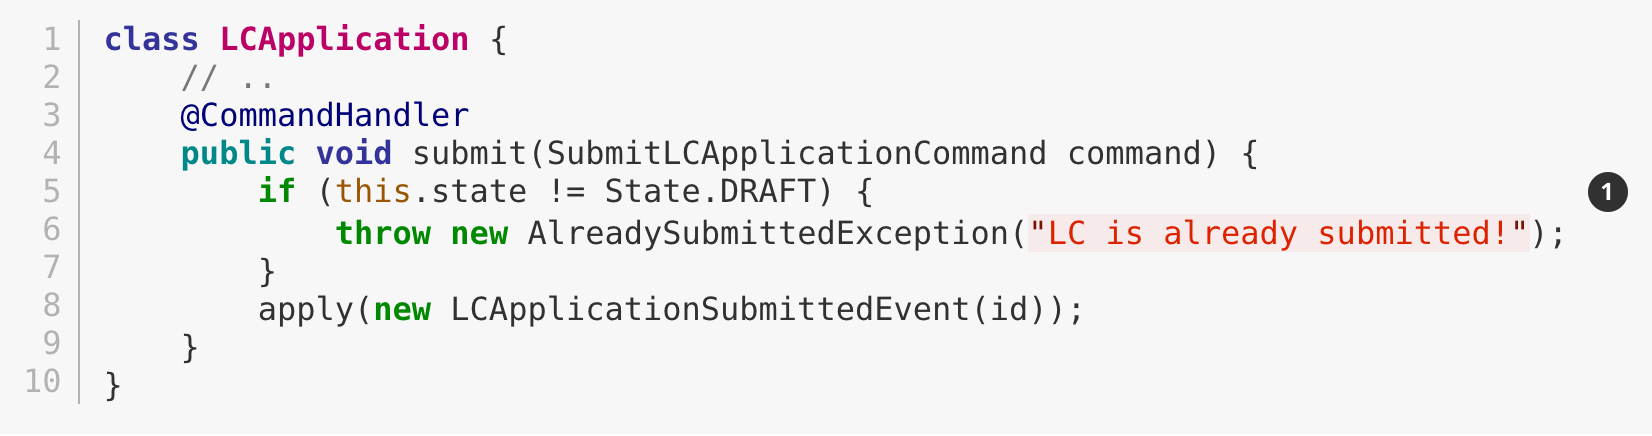 1 class LCApplication {
2 // ..
3 @CommandHandler
4 public void submit(SubmitLCApplicationCommand command) {
5 if (this.state != State.DRAFT) { 1
6 throw new AlreadySubmittedException("LC is already submitted!");
7 }
8 apply(new LCApplicationSubmittedEvent(id));
9 }
10 }